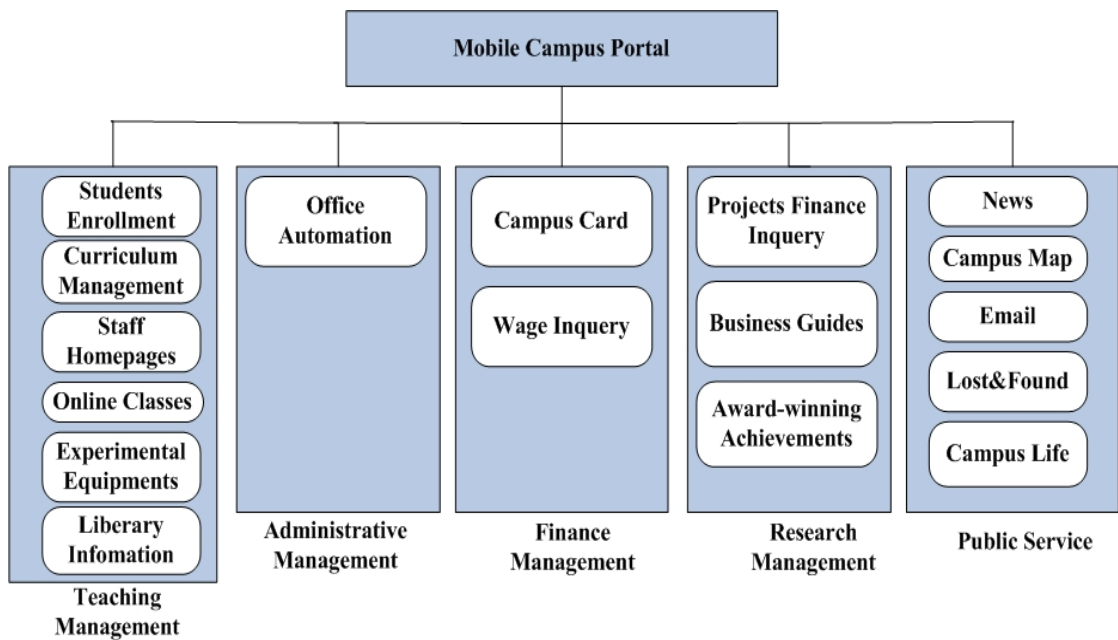 Mobile Campus Portal
Students
Enrollment
Curriculum
Management
Staff
Homepages
Online Classes
Experimental
Equipments
Liberary
Infomation
Teaching
Management
Office
Automation
Administrative
Management
Campus Card
Wage Inquery
Finance
Management
Projects Finance
Inquery
Business Guides
Award-winning
Achievements
Research
Management
News
Campus Map
Email
Lost&Found
Campus Life
Public Service